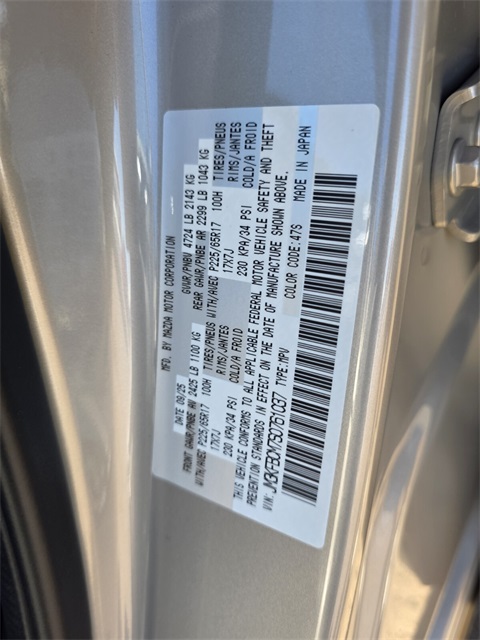 MFD. BY MAZDA MOTOR CORPORATION
DATE 09/25 GVWR/PNBV 4724 LB 2143 KG
FRONT GAWR/PNBE AV 2425 LB 1100 KG REAR GAWR/PNBE AR 2299 LB 1043 KG
WITH/AVEC P225/65R17 100H TIRES/PNEUS WITH/AVEC P225/65R17 100H TIRES/PNEUS
17X7J RIMS/JANTES 17X7J RIMS/JANTES
230 KPA/34 PSI COLD/A FROID 230 KPA/34 PSI COLD/A FROID
THIS VEHICLE CONFORMS TO ALL APPLICABLE FEDERAL MOTOR VEHICLE SAFETY AND THEFT
PREVENTION STANDARDS IN EFFECT ON THE DATE OF MANUFACTURE SHOWN ABOVE.
VIN: TYPE:MPV COLOR CODE:47S MADE IN JAPAN